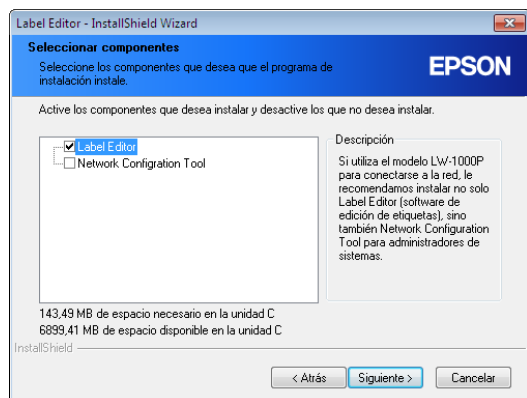 Label Editor - InstallShield Wizard
Seleccionar componentes
Seleccione los componentes que desea que el programa de
instalación instale.
EPSON
Active los componentes que desea instalar y desactive los que no desea instalar.
Label Editor
Network Configration Tool
Descripción
Si utiliza el modelo LW-1000P
para conectarse a la red, le
recomendamos instalar no solo
Label Editor (software de
edición de etiquetas), sino
también Network Configuration
Tool para administradores de
sistemas.
143,49 MB de espacio necesario en la unidad C
6899,41 MB de espacio disponible en la unidad C
InstallShield
< Atrás
Siguiente >
Cancelar